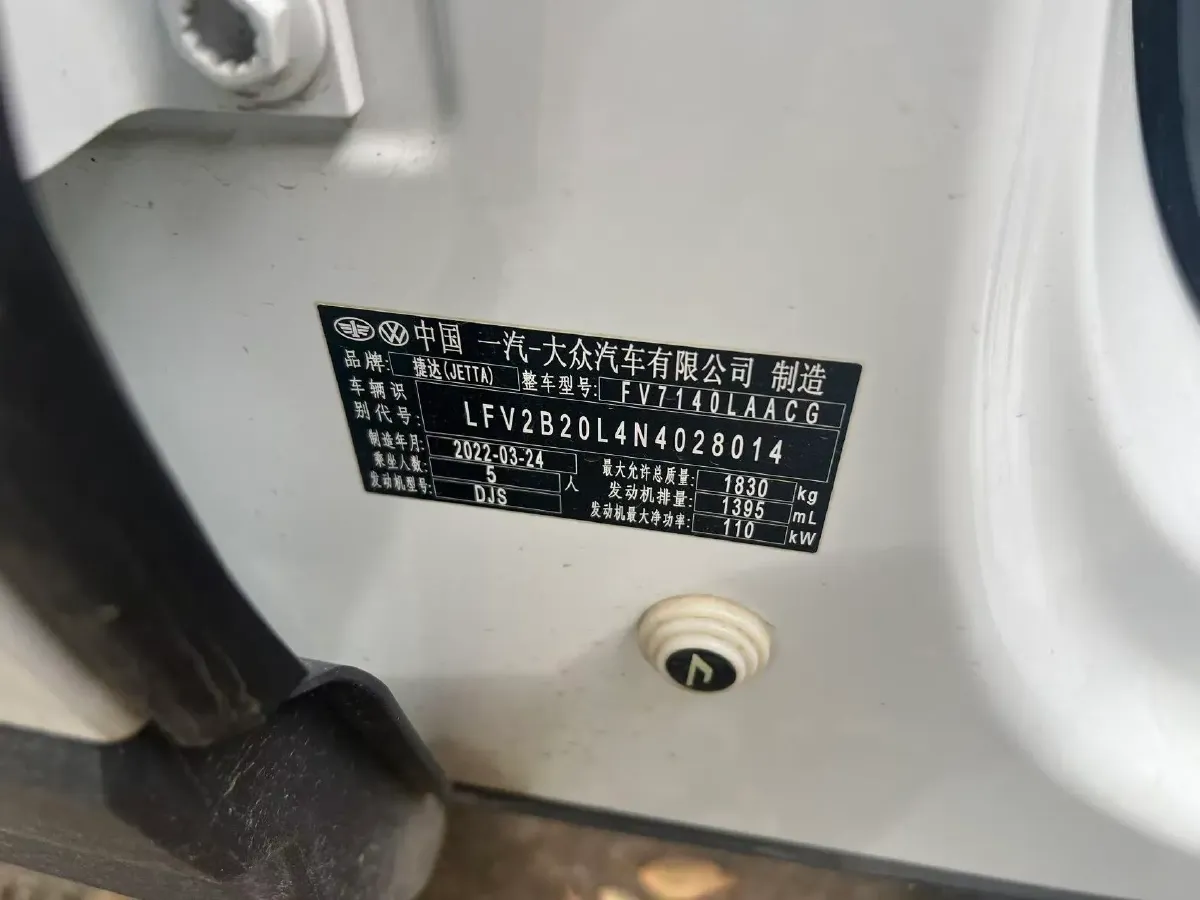 中国 一汽-大众汽车有限公司 制造
品牌: 捷达(JETTA) 整车型号: FV7140LAACG
车辆识别代号: LFV2B20L4N4028014
制造年月: 2022-03-24 最大允许总质量: 1830 kg
乘坐人数: 5 人 发动机排量: 1395 mL
发动机型号: DJS 发动机最大净功率: 110 kW